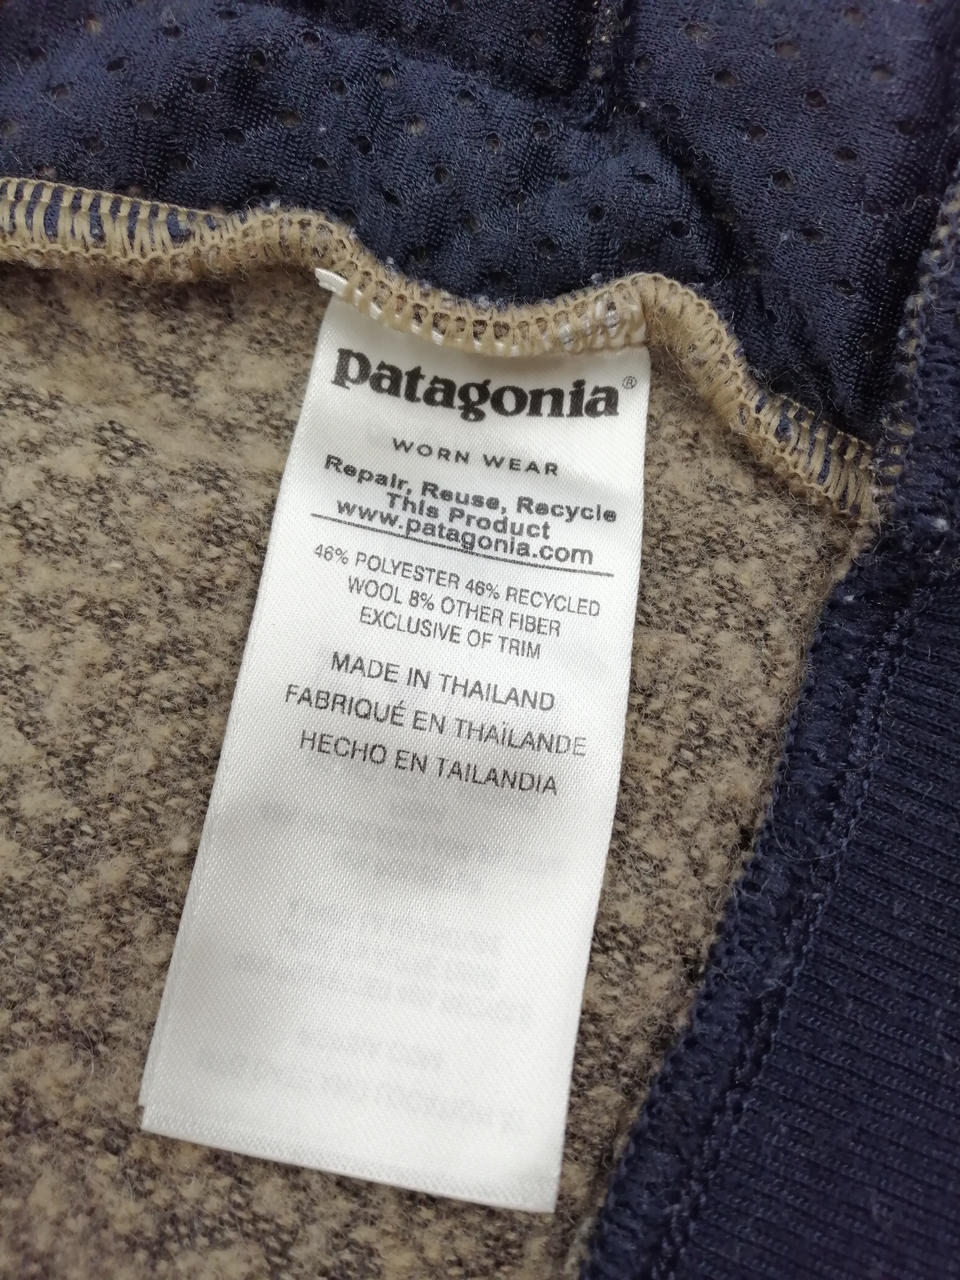 patagonia®
WORN WEAR
Repair, Reuse, Recycle
This Product
www.patagonia.com
46% POLYESTER 46% RECYCLED
WOOL 8% OTHER FIBER
EXCLUSIVE OF TRIM
MADE IN THAILAND
FABRIQUÉ EN THAÏLANDE
HECHO EN TAILANDIA